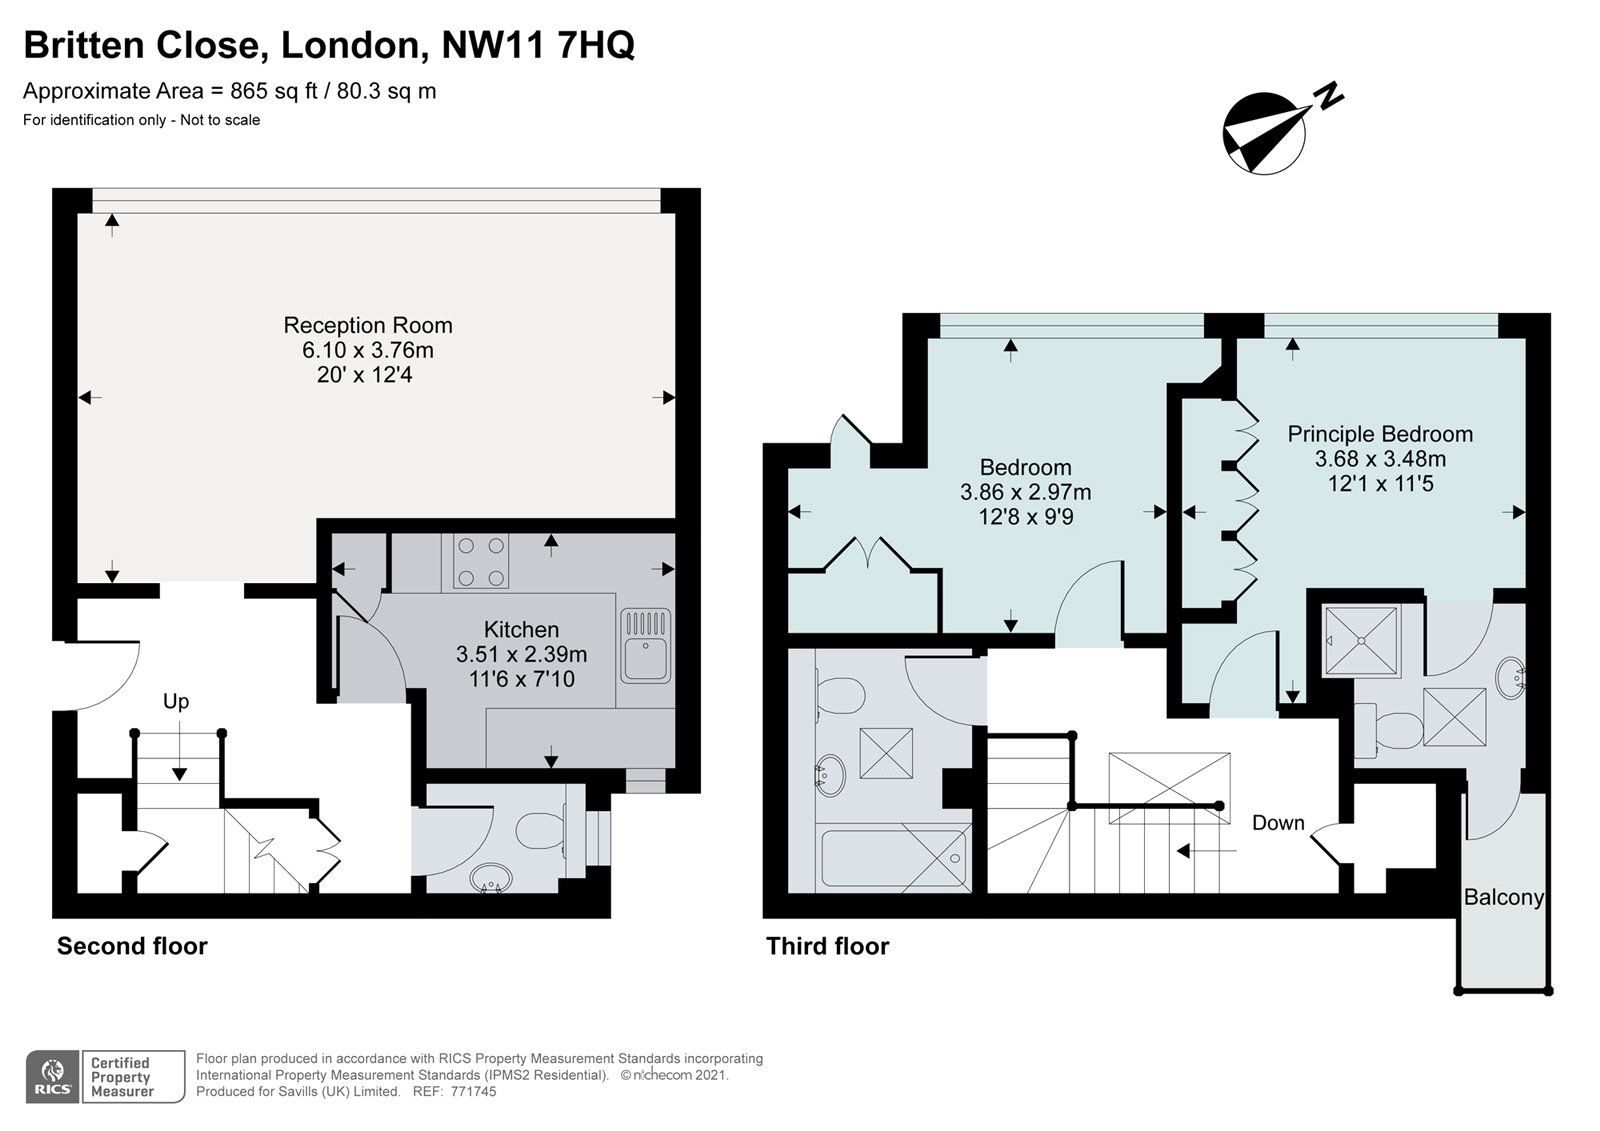 Britten Close, London, NW11 7HQ
Approximate Area = 865 sq ft / 80.3 sq m
For identification only - Not to scale
N
Reception Room
6.10 x 3.76m
20' x 12'4
Kitchen
3.51 x 2.39m
11'6 x 7'10
Up
Second floor
Bedroom
3.86 x 2.97m
12'8 x 9'9
Principle Bedroom
3.68 x 3.48m
12'1 x 11'5
Down
Balcony
Third floor
RICS
Certified
Property
Measurer
Floor plan produced in accordance with RICS Property Measurement Standards incorporating
International Property Measurement Standards (IPMS2 Residential). © nichecom 2021.
Produced for Savills (UK) Limited. REF: 771745